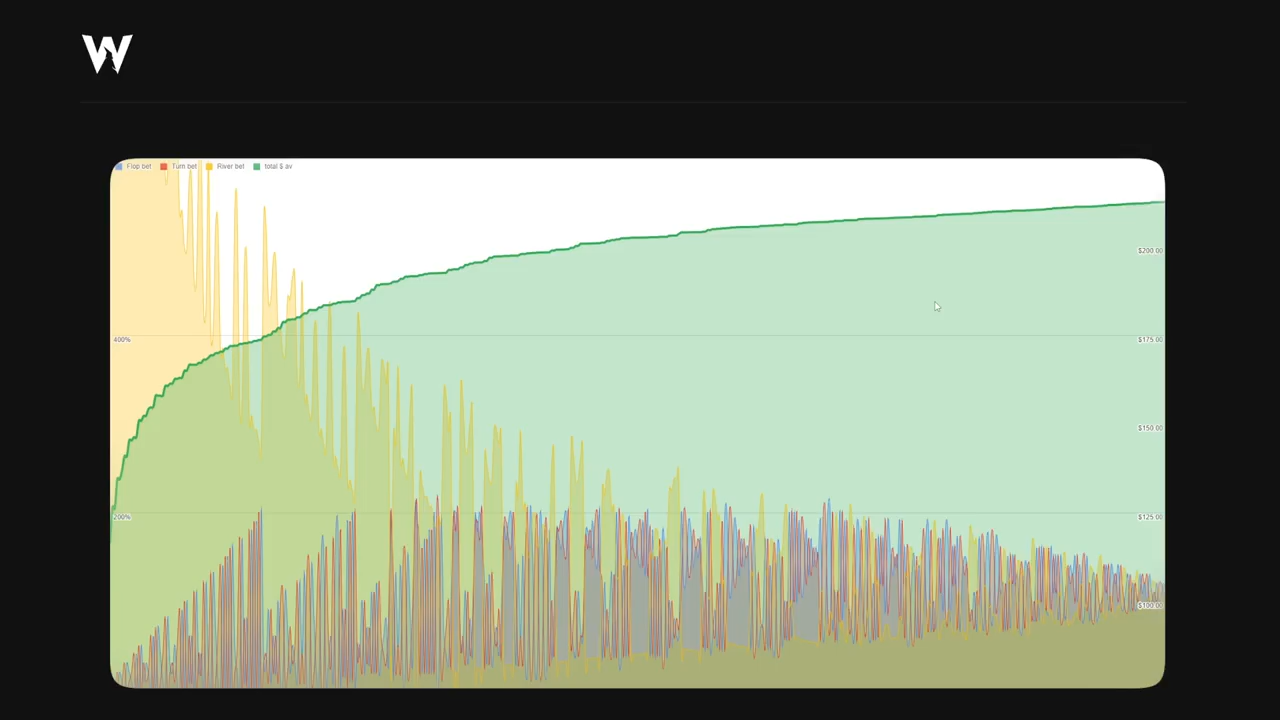 W
Flop bet Turn bet River bet total $ av
$200.00
400% $175.00
$150.00
200% $125.00
$100.00